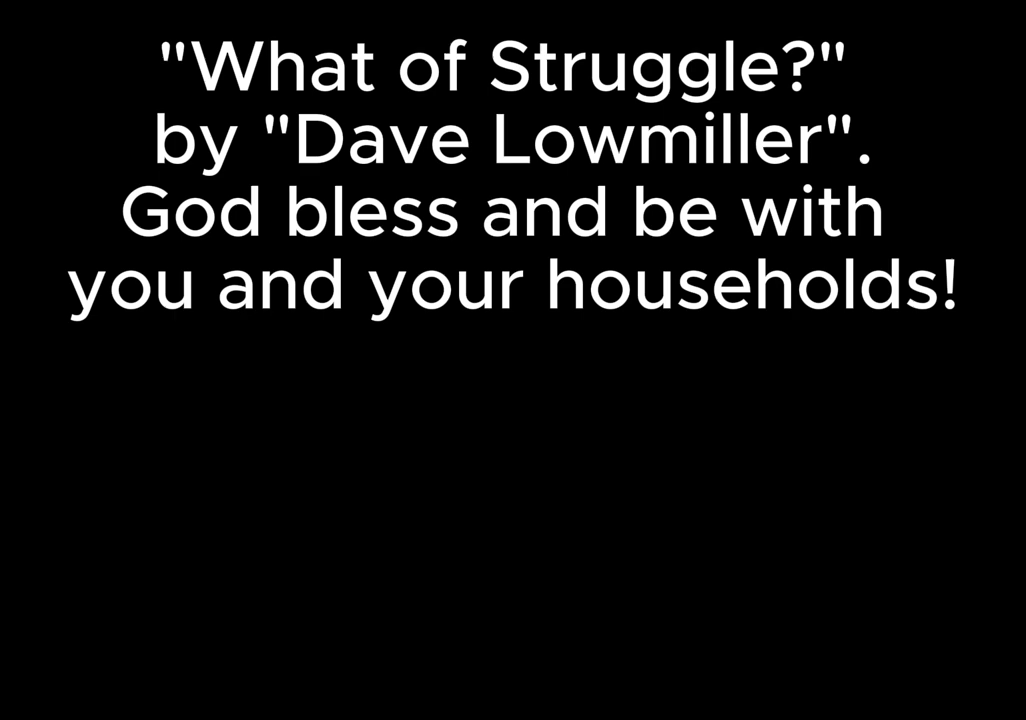 "What of Struggle?"
by "Dave Lowmiller".
God bless and be with
you and your households!